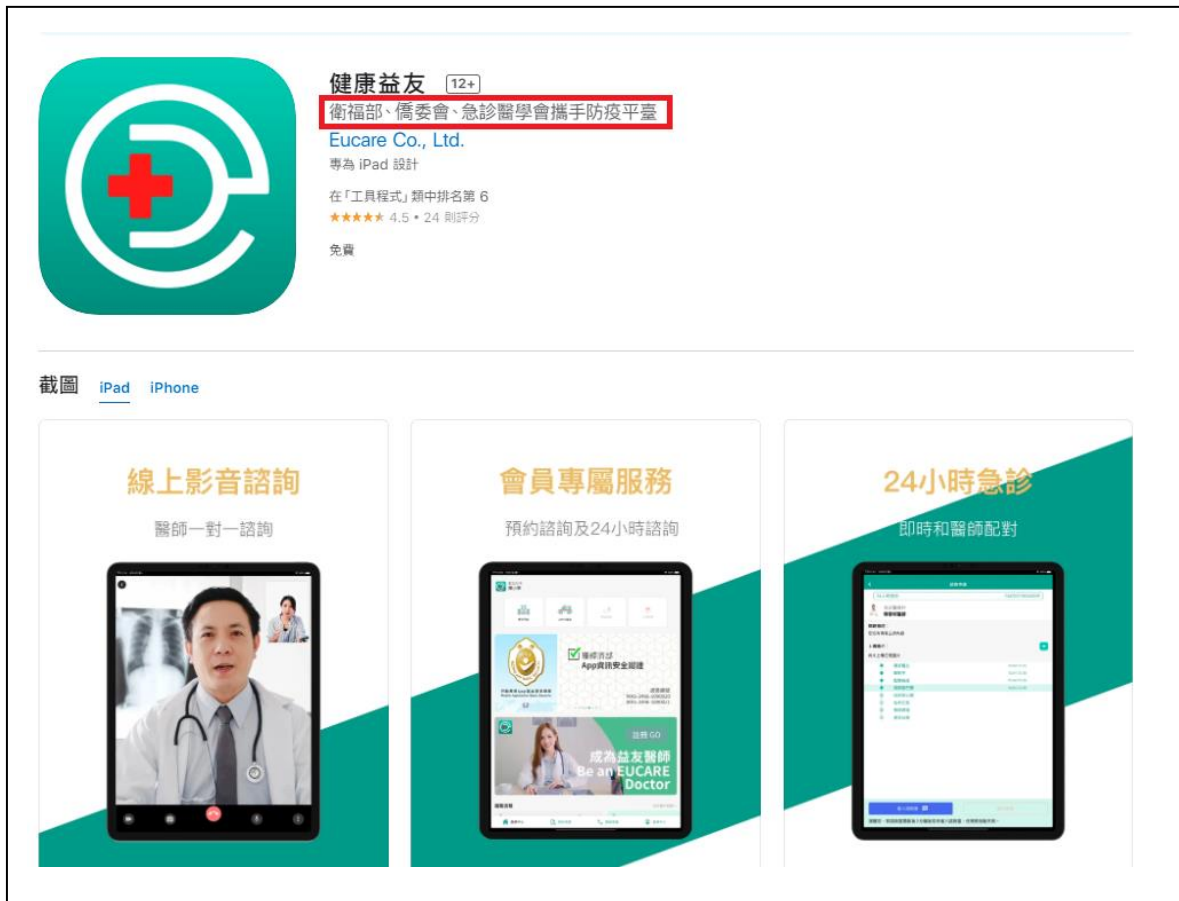 健康益友 12+
衛福部、僑委會、急診醫學會攜手防疫平臺
Eucare Co., Ltd.
專為 iPad 設計
在「工具程式」類中排名第 6
4.5 • 24 則評分
免費
截圖 iPad iPhone
線上影音諮詢
醫師一對一諮詢
會員專屬服務
預約諮詢及24小時諮詢
App資訊安全認證
註冊 GO
成為益友醫師
Be an EUCARE
Doctor
24小時急診
即時和醫師配對